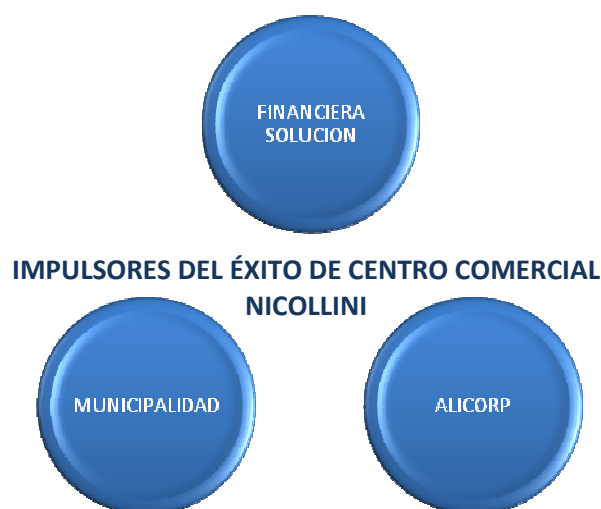 FINANCIERA
SOLUCION
IMPULSORES DEL ÉXITO DE CENTRO COMERCIAL
NICOLLINI
MUNICIPALIDAD
ALICORP